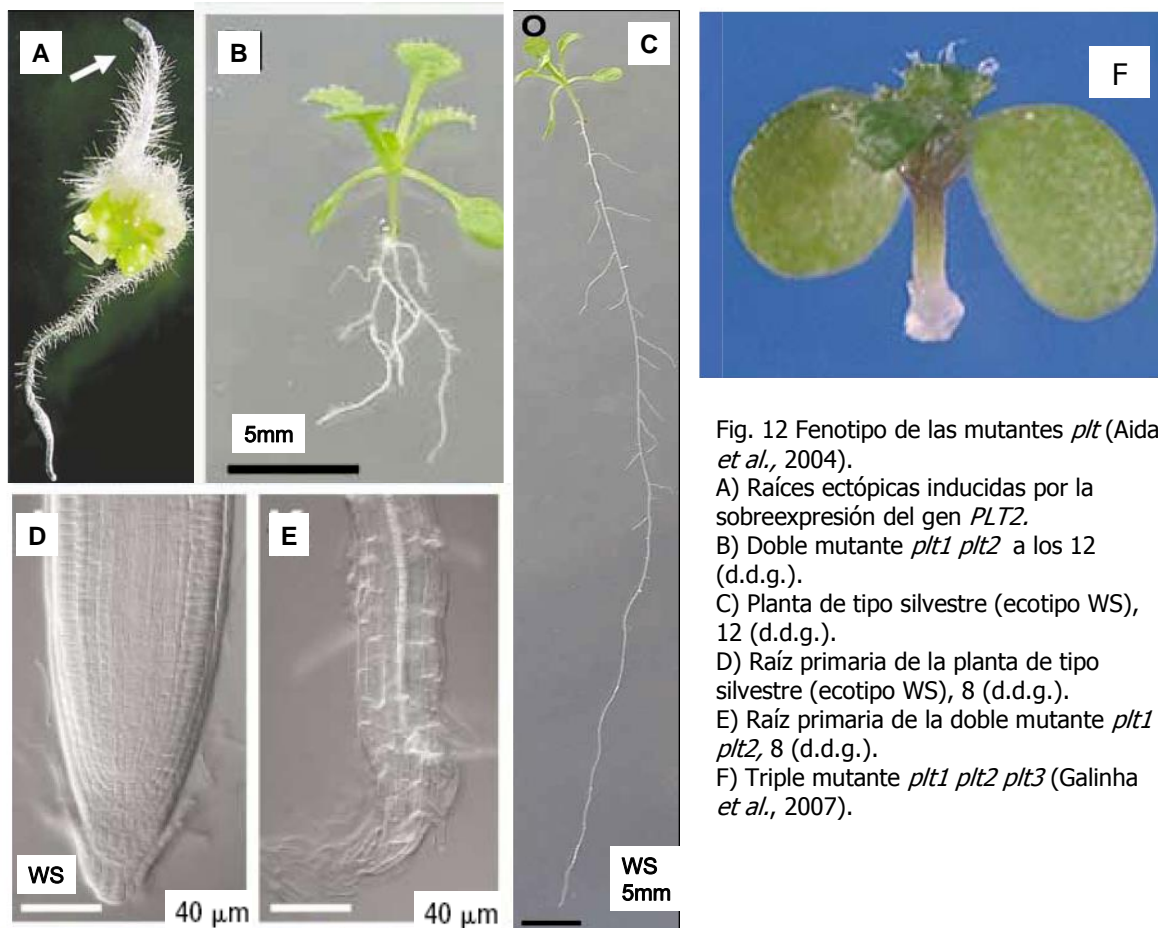 A
B
O
C
F
5mm
D
E
WS
40 µm
40 µm
WS
5mm
Fig. 12 Fenotipo de las mutantes plt (Aida
et al., 2004).
A) Raíces ectópicas inducidas por la
sobreexpresión del gen PLT2.
B) Doble mutante plt1 plt2 a los 12
(d.d.g.).
C) Planta de tipo silvestre (ecotipo WS),
12 (d.d.g.).
D) Raíz primaria de la planta de tipo
silvestre (ecotipo WS), 8 (d.d.g.).
E) Raíz primaria de la doble mutante plt1
plt2, 8 (d.d.g.).
F) Triple mutante plt1 plt2 plt3 (Galinha
et al., 2007).